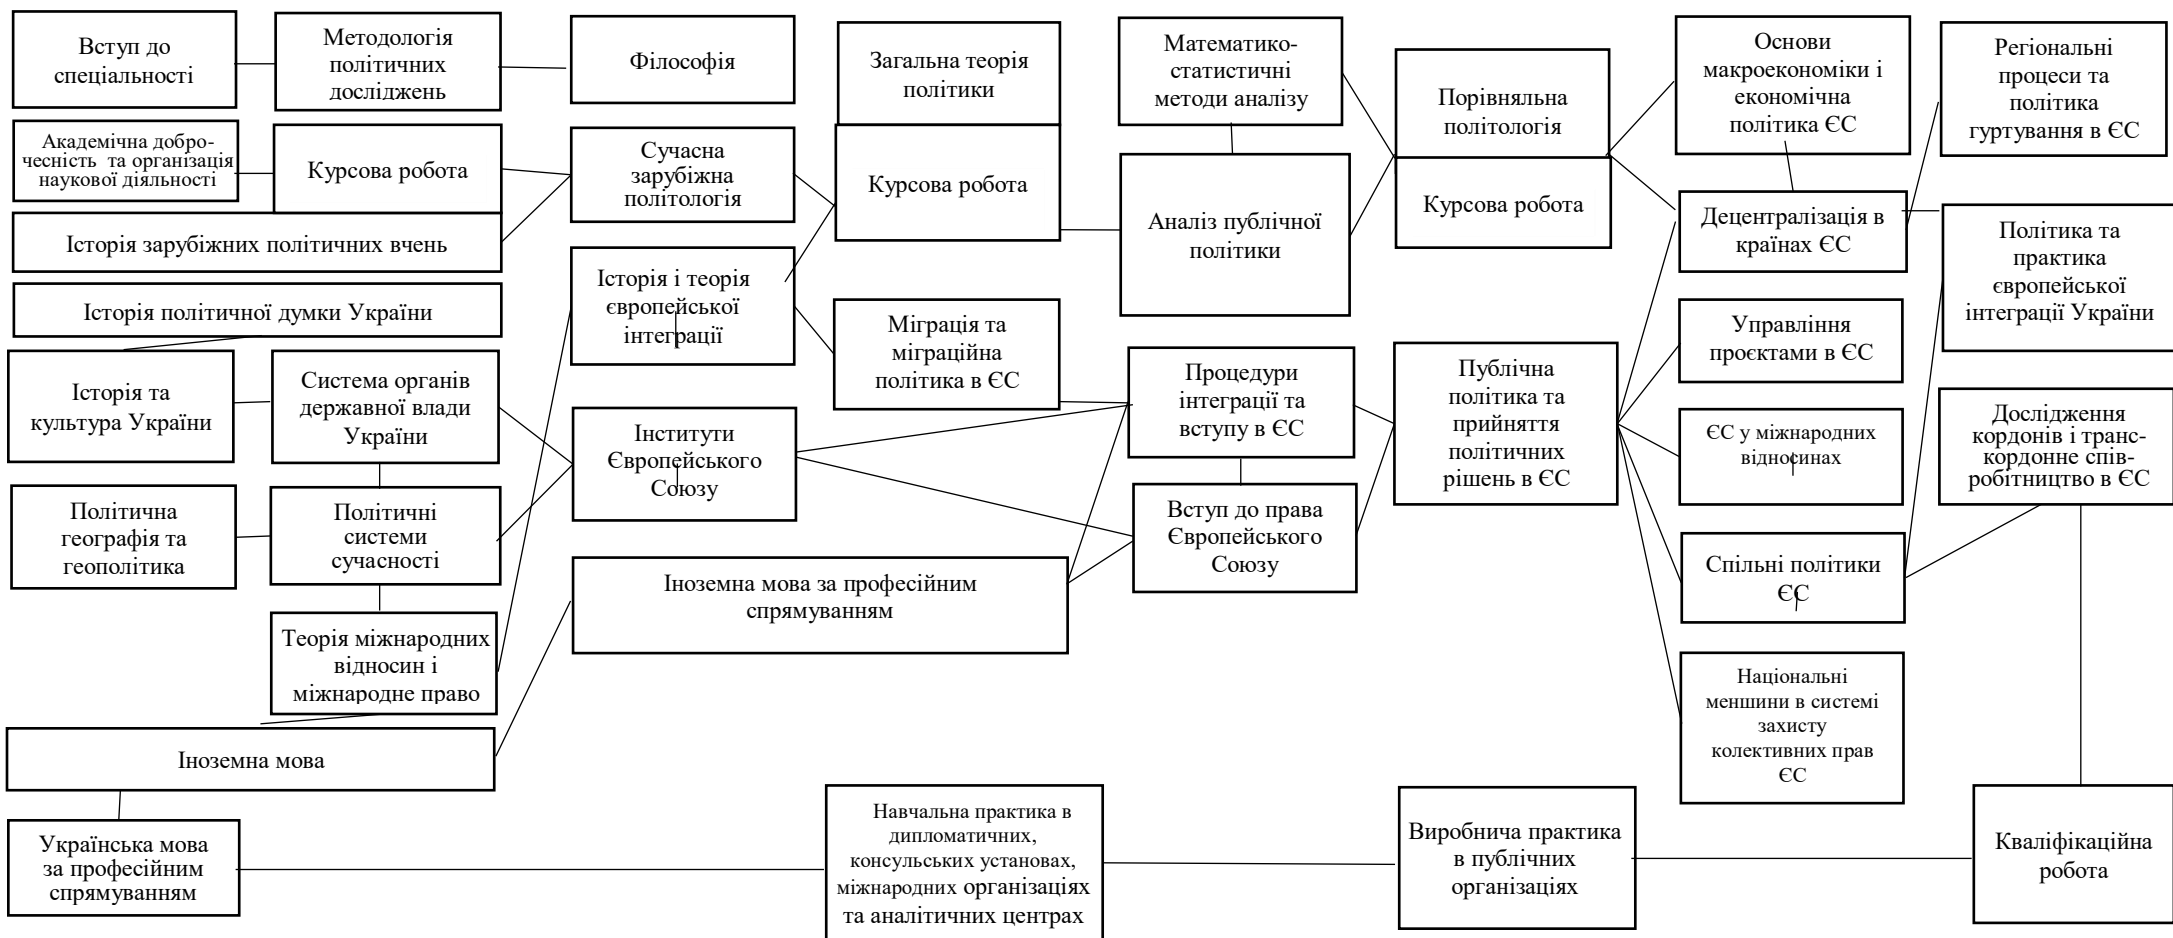 Вступ до
спеціальності
Методологія
політичних
досліджень
Філософія
Загальна теорія
політики
Математико-
статистичні
методи аналізу
Порівняльна
політологія
Основи
макроекономіки і
економічна
політика ЄС
Регіональні
процеси та
політика
гуртування в ЄС
Академічна добро-
чесність та організація
наукової діяльності
Курсова робота
Сучасна
зарубіжна
політологія
Курсова робота
Аналіз публічної
політики
Курсова робота
Децентралізація в
країнах ЄС
Політика та
практика
європейської
інтеграції України
Історія зарубіжних політичних вчень
Історія і теорія
європейської
інтеграції
Історія політичної думки України
Міграція та
міграційна
політика в ЄС
Управління
проєктами в ЄС
Історія та
культура України
Система органів
державної влади
України
Інститути
Європейського
Союзу
Процедури
інтеграції та
вступу в ЄС
Публічна
політика та
прийняття
політичних
рішень в ЄС
ЄС у міжнародних
відносинах
Дослідження
кордонів і транс-
кордонне спів-
робітництво в ЄС
Політична
географія та
геополітика
Політичні
системи
сучасності
Вступ до права
Європейського
Союзу
Спільні політики
ЄС
Іноземна мова за професійним
спрямуванням
Теорія міжнародних
відносин і
міжнародне право
Національні
меншини в системі
захисту
колективних прав
ЄС
Іноземна мова
Українська мова
за професійним
спрямуванням
Навчальна практика в
дипломатичних,
консульських установах,
міжнародних організаціях
та аналітичних центрах
Виробнича практика
в публічних
організаціях
Кваліфікаційна
робота